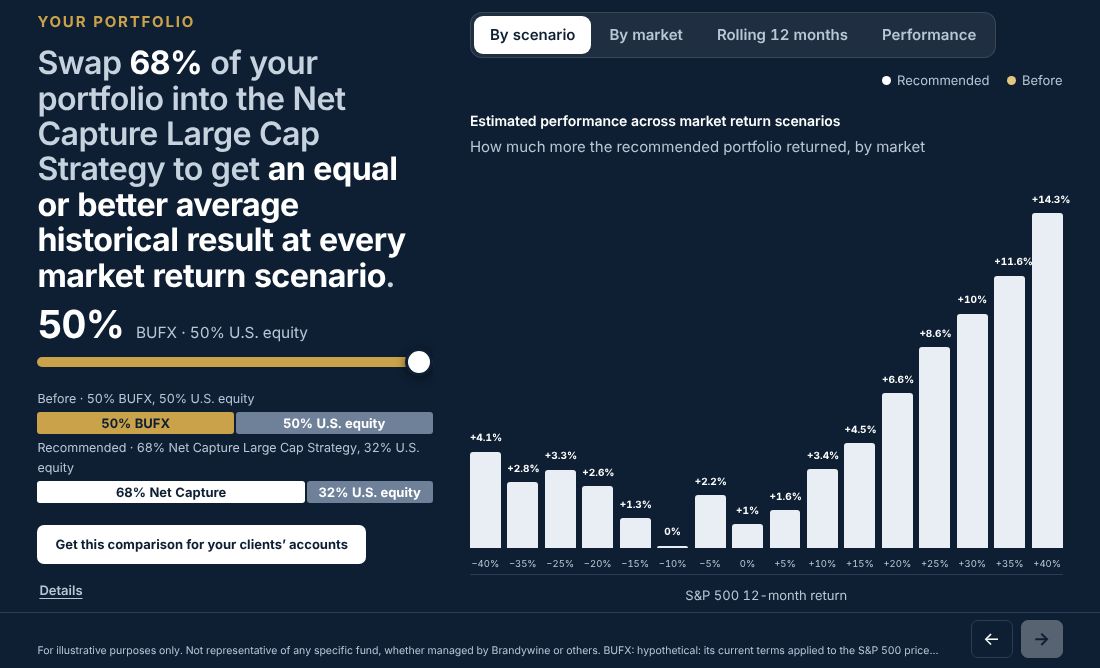 YOUR PORTFOLIO
Swap 68% of your
portfolio into the Net
Capture Large Cap
Strategy to get an equal
or better average
historical result at every
market return scenario.
50% BUFX · 50% U.S. equity
Before · 50% BUFX, 50% U.S. equity
50% BUFX 50% U.S. equity
Recommended · 68% Net Capture Large Cap Strategy, 32% U.S.
equity
68% Net Capture 32% U.S. equity
Get this comparison for your clients’ accounts
Details
By scenario By market Rolling 12 months Performance
Recommended Before
Estimated performance across market return scenarios
How much more the recommended portfolio returned, by market
+4.1% +2.8% +3.3% +2.6% +1.3% 0% +2.2% +1% +1.6% +3.4% +4.5% +6.6% +8.6% +10% +11.6% +14.3%
−40% −35% −25% −20% −15% −10% −5% 0% +5% +10% +15% +20% +25% +30% +35% +40%
S&P 500 12-month return
For illustrative purposes only. Not representative of any specific fund, whether managed by Brandywine or others. BUFX: hypothetical: its current terms applied to the S&P 500 price…